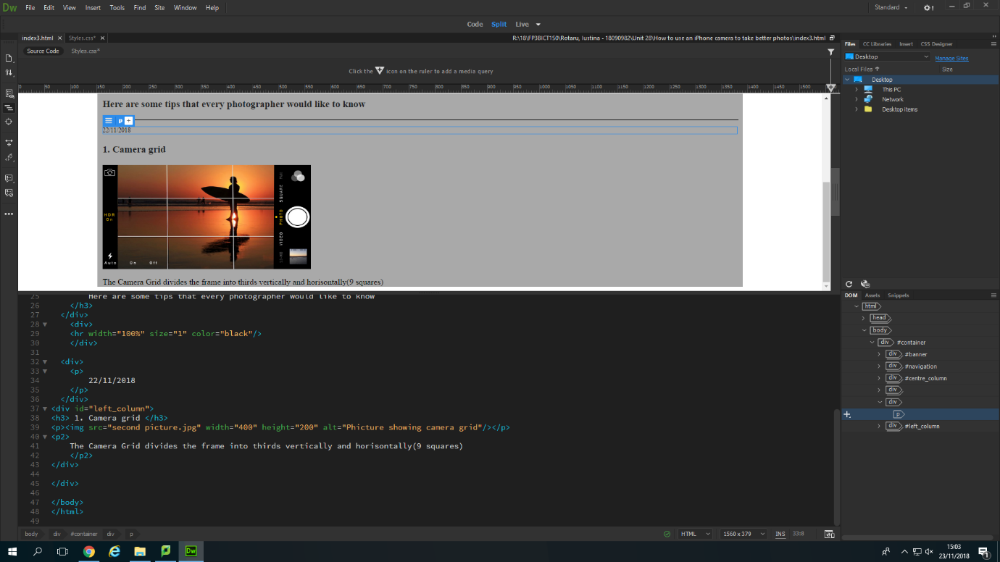 Dw File Edit View Insert Tools Find Site Window Help Standard
Code Split Live
index3.html Styles.css* R:\18\FP3BICT150\Rotaru, Iustina - 18090982\Unit 28\How to use an iPhone camera to take better photos\index3.html
Source Code Styles.css*
Click the icon on the ruler to add a media query
0 50 100 150 200 250 300 350 400 450 500 550 600 650 700 750 800 850 900 950 1000 1050 1100 1150 1200 1250 1300 1350 1400 1450 1500
Here are some tips that every photographer would like to know
p +
22/11/2018
1. Camera grid
HDR
On
SQUARE
PHOTO
VIDEO
Auto On Off
The Camera Grid divides the frame into thirds vertically and horisontally(9 squares)
25 Here are some tips that every photographer would like to know
26 </h3>
27 </div>
28 <div>
29 <hr width="100%" size="1" color="black"/>
30 </div>
31
32 <div>
33 <p>
34 22/11/2018
35 </p>
36 </div>
37 <div id="left_column">
38 <h3> 1. Camera grid </h3>
39 <p><img src="second picture.jpg" width="400" height="200" alt="Phicture showing camera grid"/></p>
40 <p2>
41 The Camera Grid divides the frame into thirds vertically and horisontally(9 squares)
42 </p2>
43 </div>
44
45 </div>
46
47 </body>
48 </html>
49
body div #container div p HTML 1560 x 379 INS 33:8
Files CC Libraries Insert CSS Designer
Desktop Manage Sites
Local Files Size
Desktop
This PC
Network
Desktop items
DOM Assets Snippets
html
head
body
div #container
div #banner
div #navigation
div #centre_column
div
div
p
div #left_column
Dw
15:03
23/11/2018
1